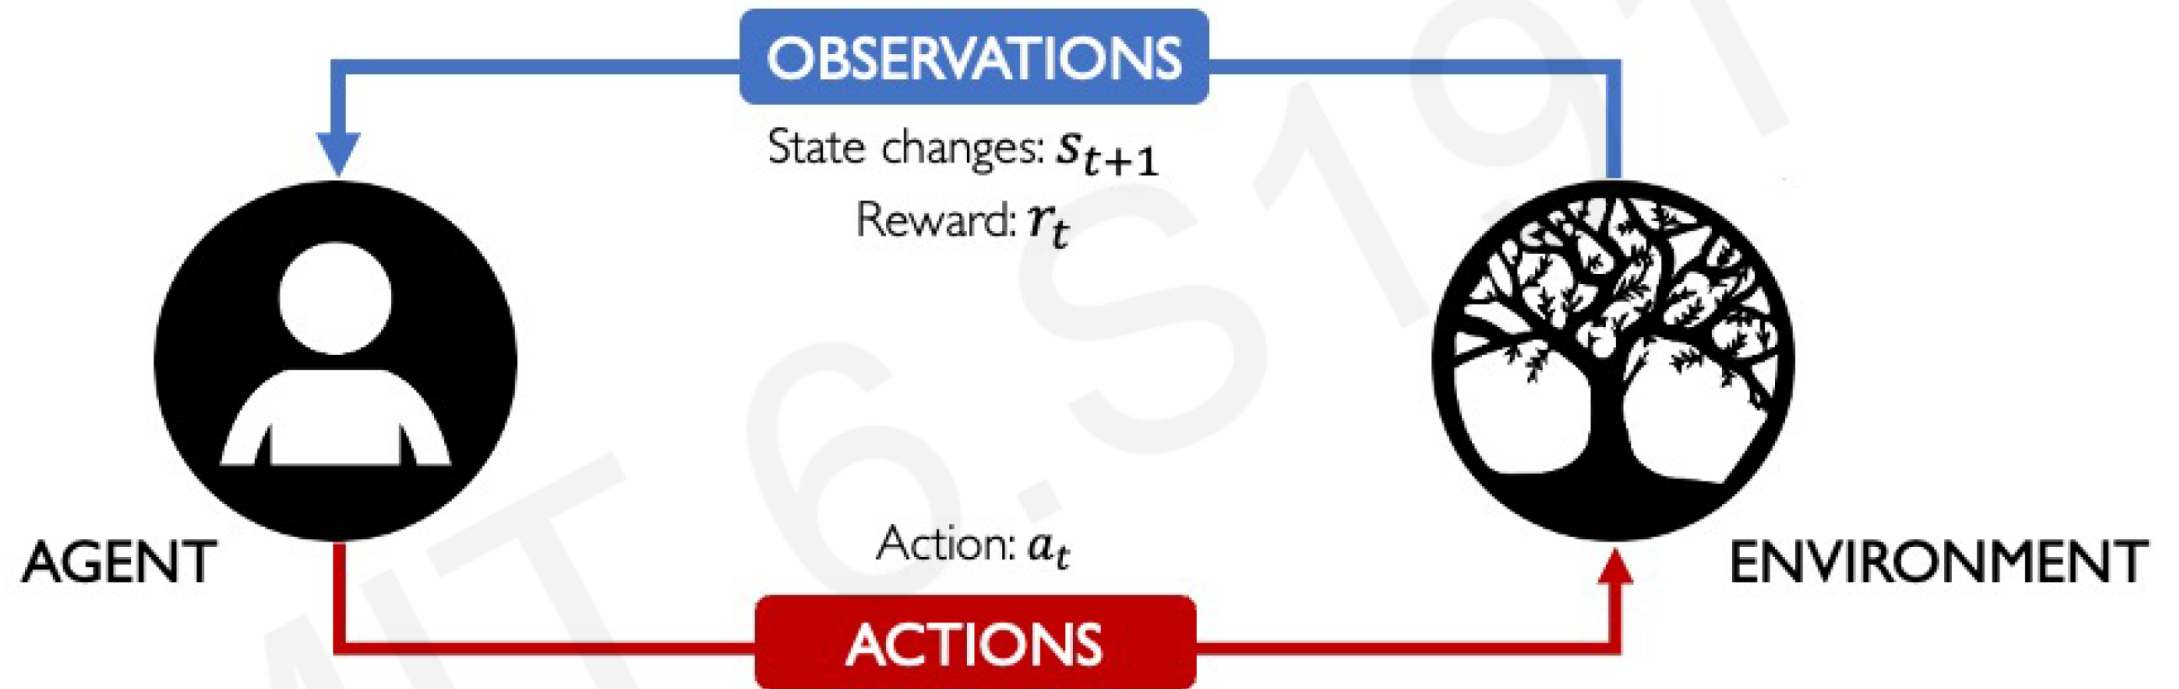 OBSERVATIONS
State changes: s_{t+1}
Reward: r_t
AGENT
ENVIRONMENT
Action: a_t
ACTIONS
MIT 6.S191